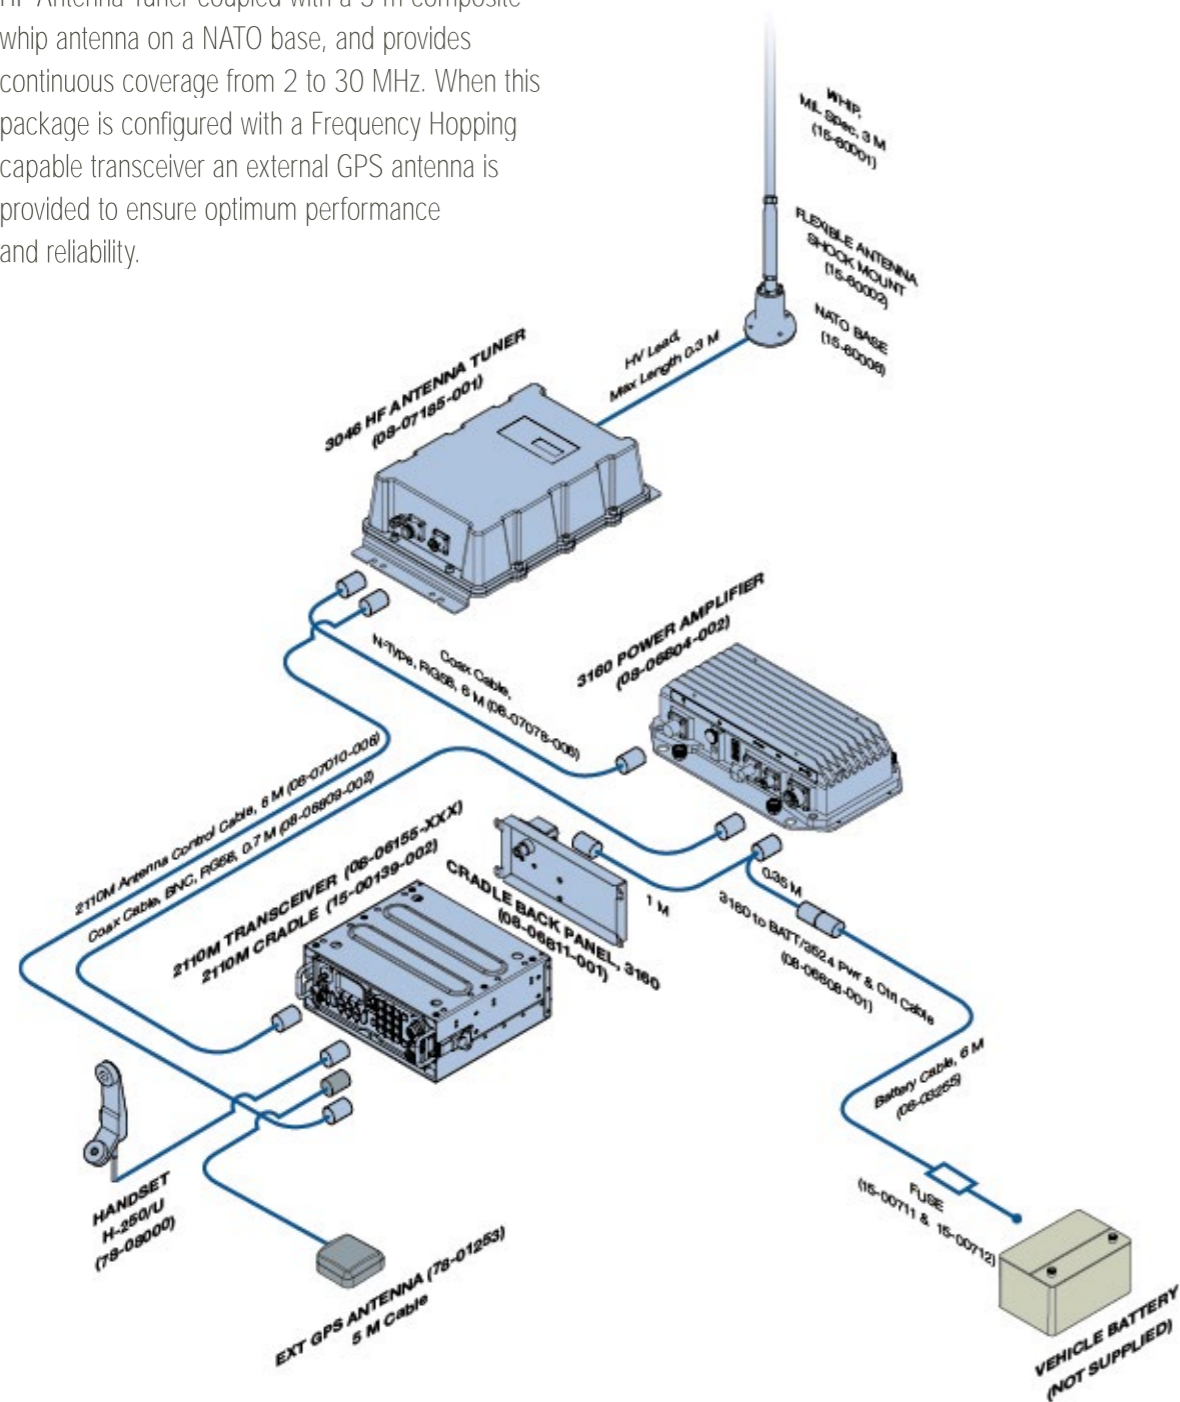 HF Antenna Tuner coupled with a 3 m composite
whip antenna on a NATO base, and provides
continuous coverage from 2 to 30 MHz. When this
package is configured with a Frequency Hopping
capable transceiver an external GPS antenna is
provided to ensure optimum performance
and reliability.
WHIP,
MIL Spec, 3 M
(15-60001)
FLEXIBLE ANTENNA
SHOCK MOUNT
(15-60002)
NATO BASE
(15-60006)
HV Lead,
Max Length 0.3 M
3046 HF ANTENNA TUNER
(08-07185-001)
3160 POWER AMPLIFIER
(08-06804-002)
Coax Cable,
N-Type, RG58, 6 M (08-07078-006)
2110M Antenna Control Cable, 6 M (08-07010-006)
Coax Cable, BNC, RG58, 0.7 M (08-06809-002)
2110M TRANSCEIVER (08-06155-XXX)
2110M CRADLE (15-00139-002)
CRADLE BACK PANEL, 3160
(08-06811-001)
1 M
0.35 M
3160 to BATT/3524 Pwr & Ctrl Cable
(08-06808-001)
Battery Cable, 6 M
(08-03255)
FUSE
(15-00711 & 15-00712)
HANDSET
H-250/U
(78-08000)
EXT GPS ANTENNA (78-01253)
5 M Cable
VEHICLE BATTERY
(NOT SUPPLIED)